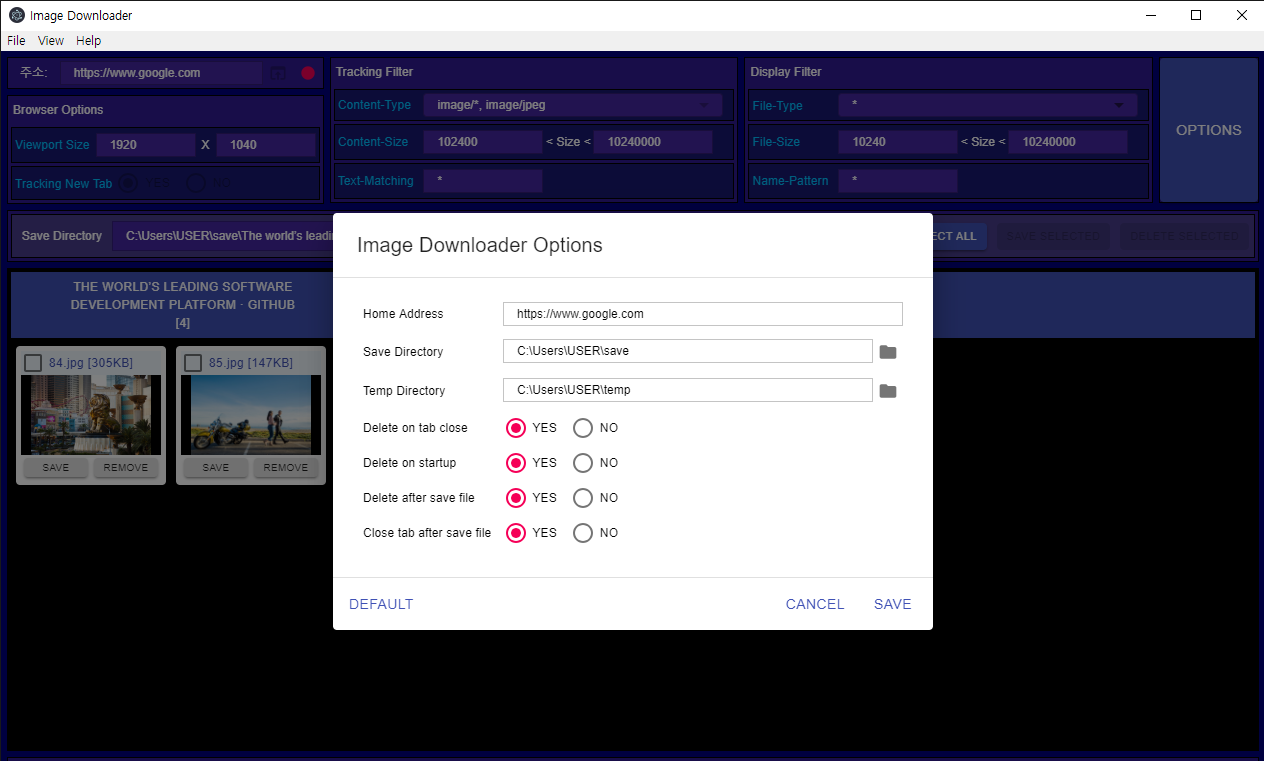 Image Downloader
File View Help
주소: https://www.google.com
Browser Options
Viewport Size 1920 X 1040
Tracking New Tab YES NO
Tracking Filter
Content-Type image/*, image/jpeg
Content-Size 102400 < Size < 10240000
Text-Matching *
Display Filter
File-Type *
File-Size 10240 < Size < 10240000
Name-Pattern *
OPTIONS
Save Directory C:\Users\USER\save\The world's leadi
ECT ALL SAVE SELECTED DELETE SELECTED
THE WORLD'S LEADING SOFTWARE
DEVELOPMENT PLATFORM · GITHUB
[4]
84.jpg [305KB]
SAVE REMOVE
85.jpg [147KB]
SAVE REMOVE
Image Downloader Options
Home Address https://www.google.com
Save Directory C:\Users\USER\save
Temp Directory C:\Users\USER\temp
Delete on tab close YES NO
Delete on startup YES NO
Delete after save file YES NO
Close tab after save file YES NO
DEFAULT CANCEL SAVE